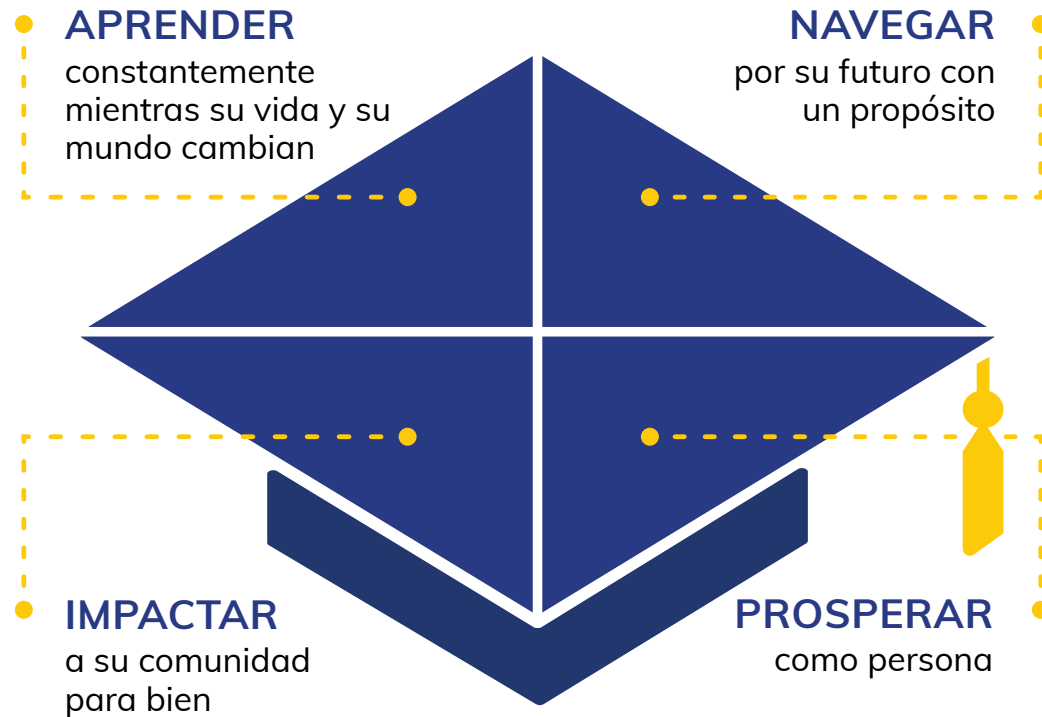 APRENDER
constantemente
mientras su vida y su
mundo cambian
NAVEGAR
por su futuro con
un propósito
IMPACTAR
a su comunidad
para bien
PROSPERAR
como persona